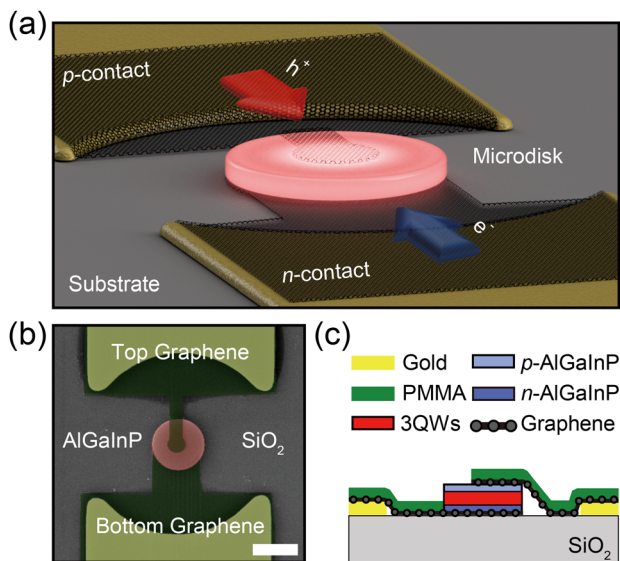 (a)
p-contact
h+
Microdisk
e-
n-contact
Substrate
(b)
Top Graphene
AlGaInP
SiO2
Bottom Graphene
(c)
Gold
p-AlGaInP
PMMA
n-AlGaInP
3QWs
Graphene
SiO2